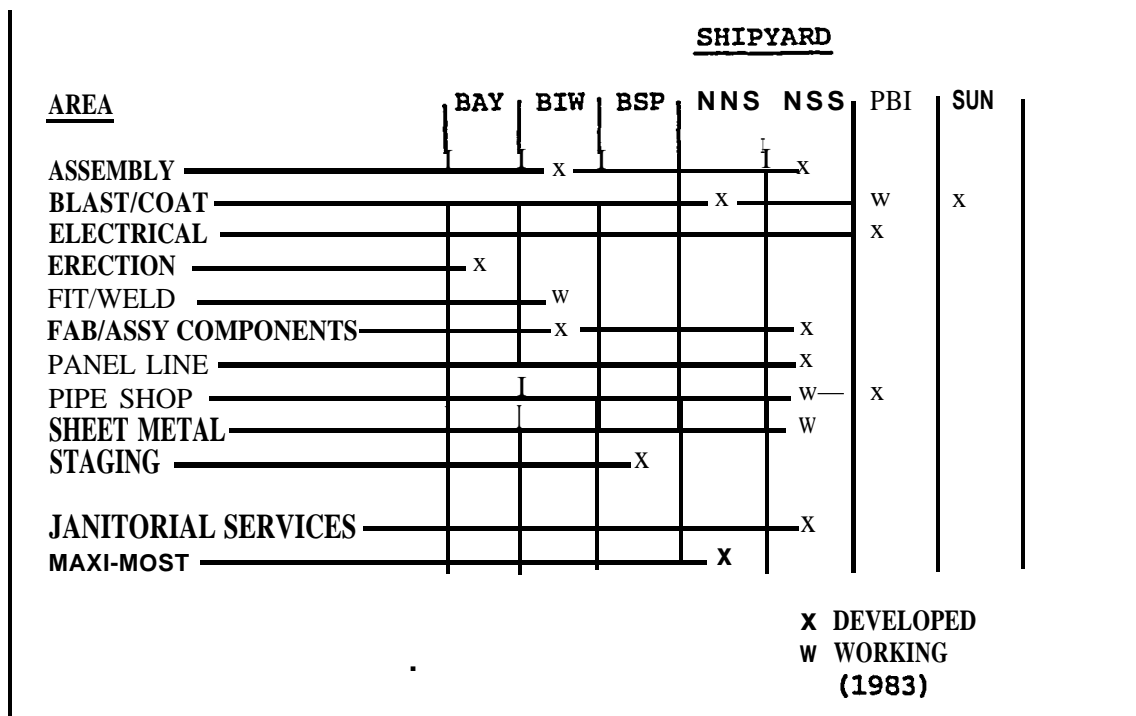 SHIPYARD
AREA BAY BIW BSP NNS NSS PBI SUN
ASSEMBLY x x
BLAST/COAT x w x
ELECTRICAL x
ERECTION x
FIT/WELD w
FAB/ASSY COMPONENTS x x
PANEL LINE x
PIPE SHOP w x
SHEET METAL w
STAGING x
JANITORIAL SERVICES x
MAXI-MOST X
X DEVELOPED
W WORKING
(1983)